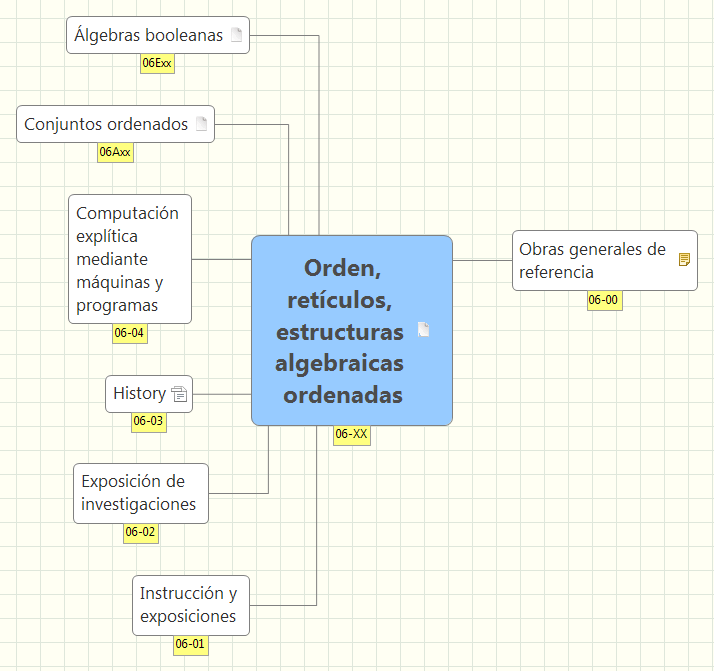 Álgebras booleanas
06Exx
Conjuntos ordenados
06Axx
Computación
explítica
mediante
máquinas y
programas
06-04
History
06-03
Exposición de
investigaciones
06-02
Instrucción y
exposiciones
06-01
Orden,
retículos,
estructuras
algebraicas
ordenadas
06-XX
Obras generales de
referencia
06-00